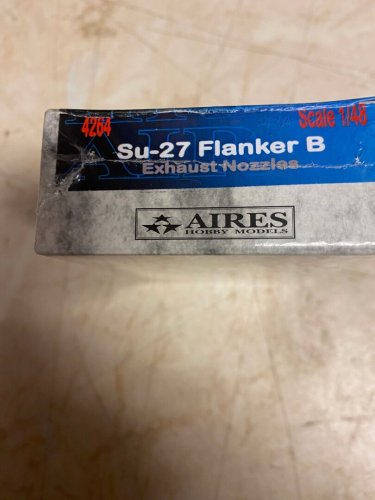 4264 Scale 1/48
Su-27 Flanker B
Exhaust Nozzles
AIRES
HOBBY MODELS